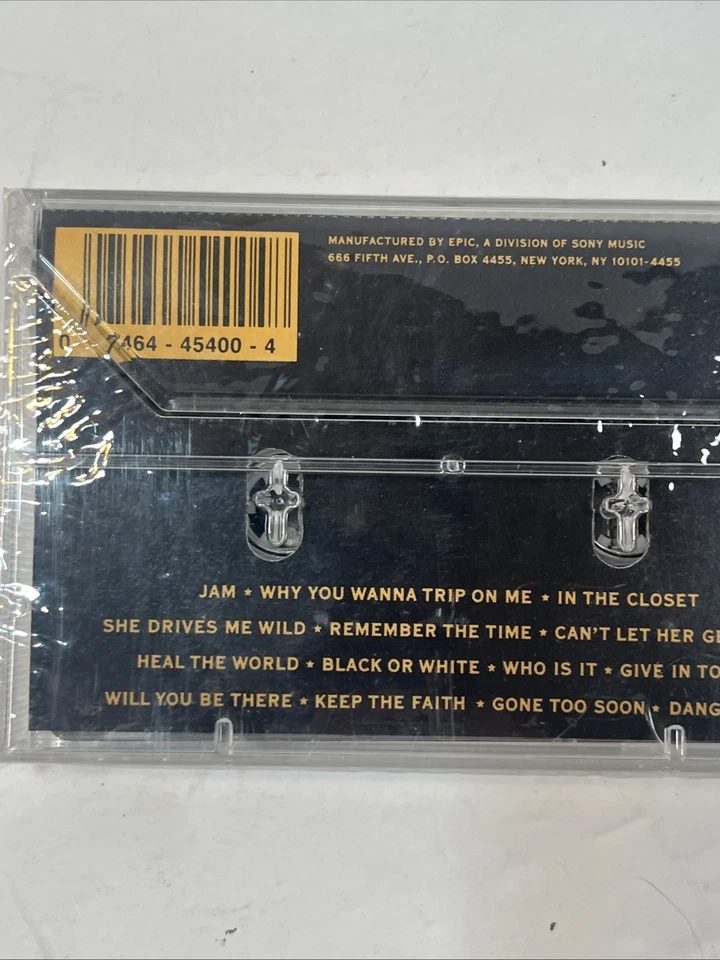 MANUFACTURED BY EPIC, A DIVISION OF SONY MUSIC
666 FIFTH AVE., P.O. BOX 4455, NEW YORK, NY 10101-4455
0 7464 - 45400 - 4
JAM ★ WHY YOU WANNA TRIP ON ME ★ IN THE CLOSET
SHE DRIVES ME WILD ★ REMEMBER THE TIME ★ CAN'T LET HER GE
HEAL THE WORLD ★ BLACK OR WHITE ★ WHO IS IT ★ GIVE IN TO
WILL YOU BE THERE ★ KEEP THE FAITH ★ GONE TOO SOON ★ DANG